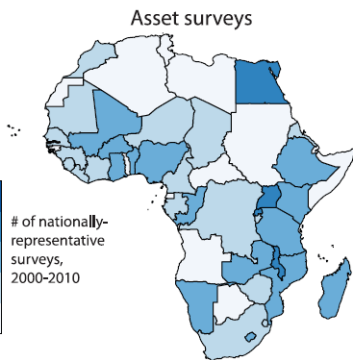 Asset surveys
# of nationally-
representative
surveys,
2000-2010